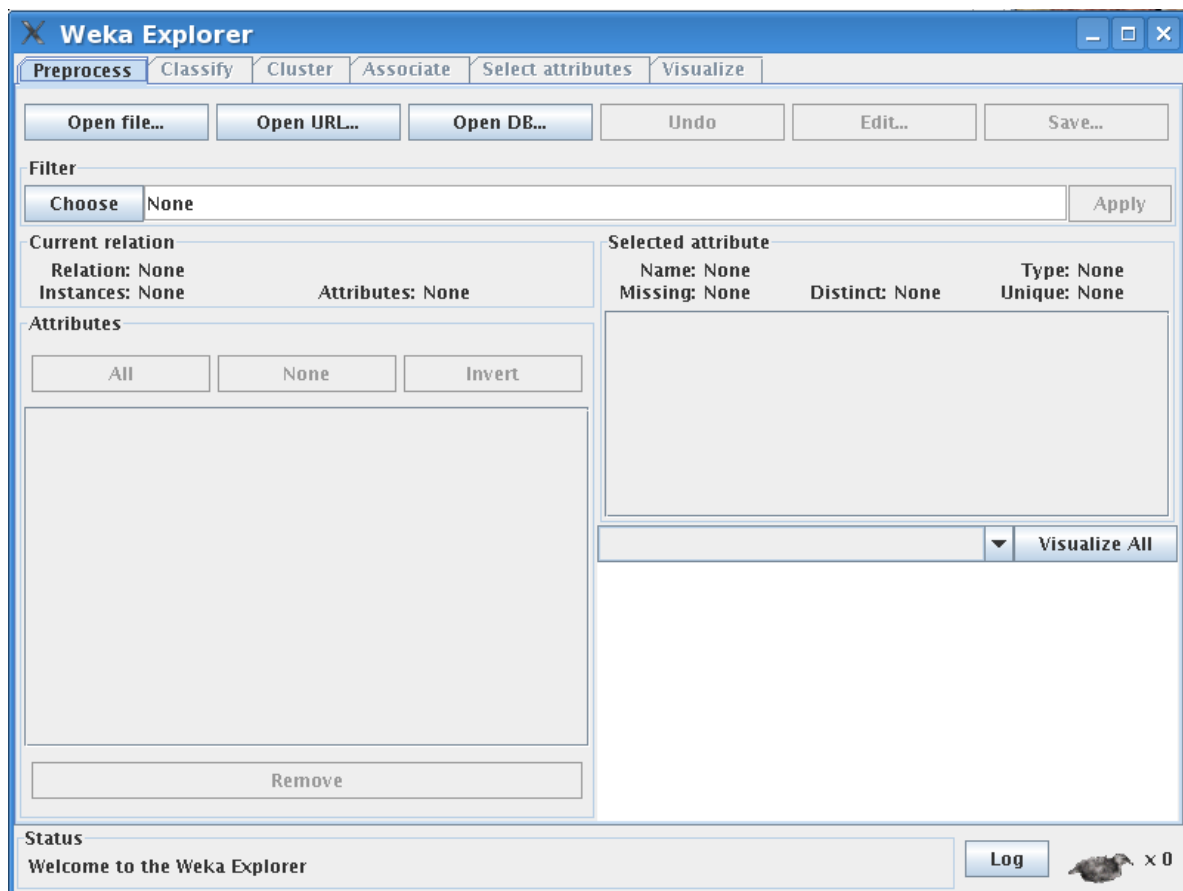 Weka Explorer
Preprocess Classify Cluster Associate Select attributes Visualize
Open file... Open URL... Open DB... Undo Edit... Save...
Filter
Choose None Apply
Current relation
Relation: None
Instances: None Attributes: None
Selected attribute
Name: None Type: None
Missing: None Distinct: None Unique: None
Attributes
All None Invert
Remove
Visualize All
Status
Welcome to the Weka Explorer
Log x 0